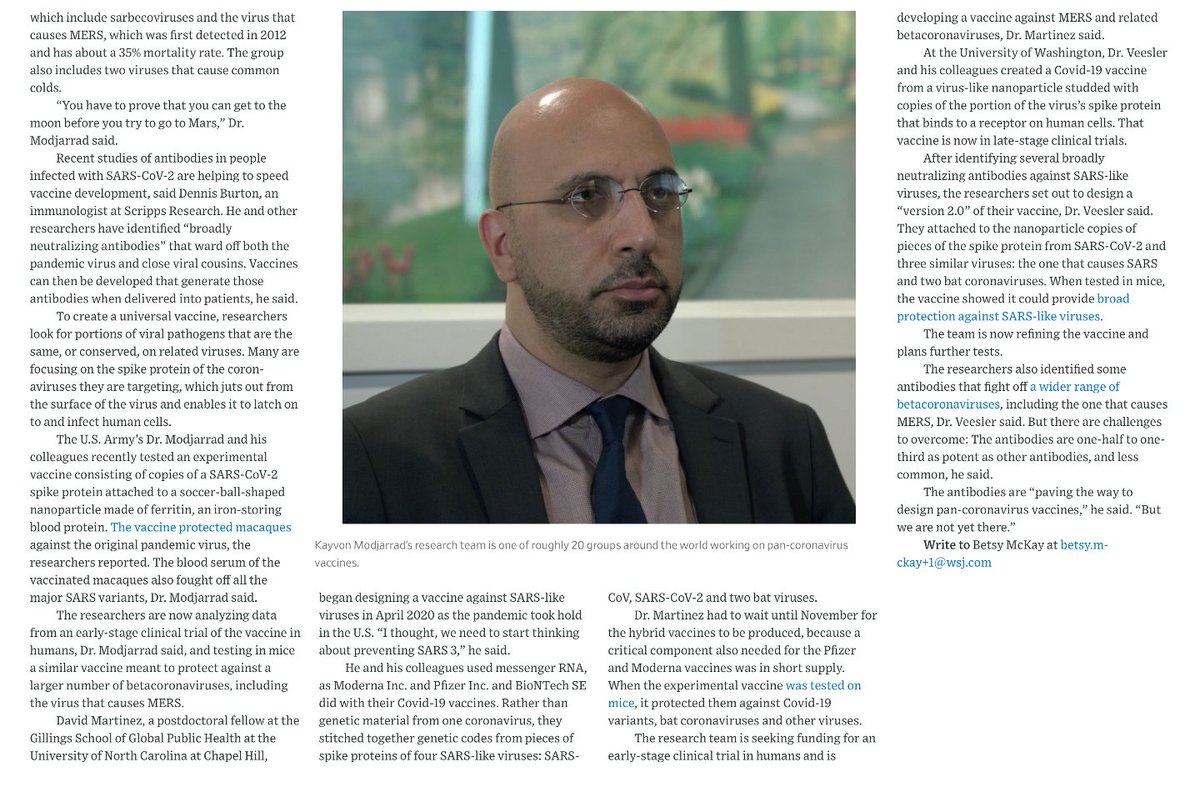 which include sarbecoviruses and the virus that
causes MERS, which was first detected in 2012
and has about a 35% mortality rate. The group
also includes two viruses that cause common
colds.
“You have to prove that you can get to the
moon before you try to go to Mars,” Dr.
Modjarrad said.
Recent studies of antibodies in people
infected with SARS-CoV-2 are helping to speed
vaccine development, said Dennis Burton, an
immunologist at Scripps Research. He and other
researchers have identified “broadly
neutralizing antibodies” that ward off both the
pandemic virus and close viral cousins. Vaccines
can then be developed that generate those
antibodies when delivered into patients, he said.
To create a universal vaccine, researchers
look for portions of viral pathogens that are the
same, or conserved, on related viruses. Many are
focusing on the spike protein of the coron-
aviruses they are targeting, which juts out from
the surface of the virus and enables it to latch on
to and infect human cells.
The U.S. Army’s Dr. Modjarrad and his
colleagues recently tested an experimental
vaccine consisting of copies of a SARS-CoV-2
spike protein attached to a soccer-ball-shaped
nanoparticle made of ferritin, an iron-storing
blood protein. The vaccine protected macaques
against the original pandemic virus, the
researchers reported. The blood serum of the
vaccinated macaques also fought off all the
major SARS variants, Dr. Modjarrad said.
The researchers are now analyzing data
from an early-stage clinical trial of the vaccine in
humans, Dr. Modjarrad said, and testing in mice
a similar vaccine meant to protect against a
larger number of betacoronaviruses, including
the virus that causes MERS.
David Martinez, a postdoctoral fellow at the
Gillings School of Global Public Health at the
University of North Carolina at Chapel Hill,
Kayvon Modjarrad’s research team is one of roughly 20 groups around the world working on pan-coronavirus
vaccines.
began designing a vaccine against SARS-like
viruses in April 2020 as the pandemic took hold
in the U.S. “I thought, we need to start thinking
about preventing SARS 3,” he said.
He and his colleagues used messenger RNA,
as Moderna Inc. and Pfizer Inc. and BioNTech SE
did with their Covid-19 vaccines. Rather than
genetic material from one coronavirus, they
stitched together genetic codes from pieces of
spike proteins of four SARS-like viruses: SARS-
CoV, SARS-CoV-2 and two bat viruses.
Dr. Martinez had to wait until November for
the hybrid vaccines to be produced, because a
critical component also needed for the Pfizer
and Moderna vaccines was in short supply.
When the experimental vaccine was tested on
mice, it protected them against Covid-19
variants, bat coronaviruses and other viruses.
The research team is seeking funding for an
early-stage clinical trial in humans and is
developing a vaccine against MERS and related
betacoronaviruses, Dr. Martinez said.
At the University of Washington, Dr. Veesler
and his colleagues created a Covid-19 vaccine
from a virus-like nanoparticle studded with
copies of the portion of the virus’s spike protein
that binds to a receptor on human cells. That
vaccine is now in late-stage clinical trials.
After identifying several broadly
neutralizing antibodies against SARS-like
viruses, the researchers set out to design a
“version 2.0” of their vaccine, Dr. Veesler said.
They attached to the nanoparticle copies of
pieces of the spike protein from SARS-CoV-2 and
three similar viruses: the one that causes SARS
and two bat coronaviruses. When tested in mice,
the vaccine showed it could provide broad
protection against SARS-like viruses.
The team is now refining the vaccine and
plans further tests.
The researchers also identified some
antibodies that fight off a wider range of
betacoronaviruses, including the one that causes
MERS, Dr. Veesler said. But there are challenges
to overcome: The antibodies are one-half to one-
third as potent as other antibodies, and less
common, he said.
The antibodies are “paving the way to
design pan-coronavirus vaccines,” he said. “But
we are not yet there.”
Write to Betsy McKay at betsy.m-
ckay+1@wsj.com